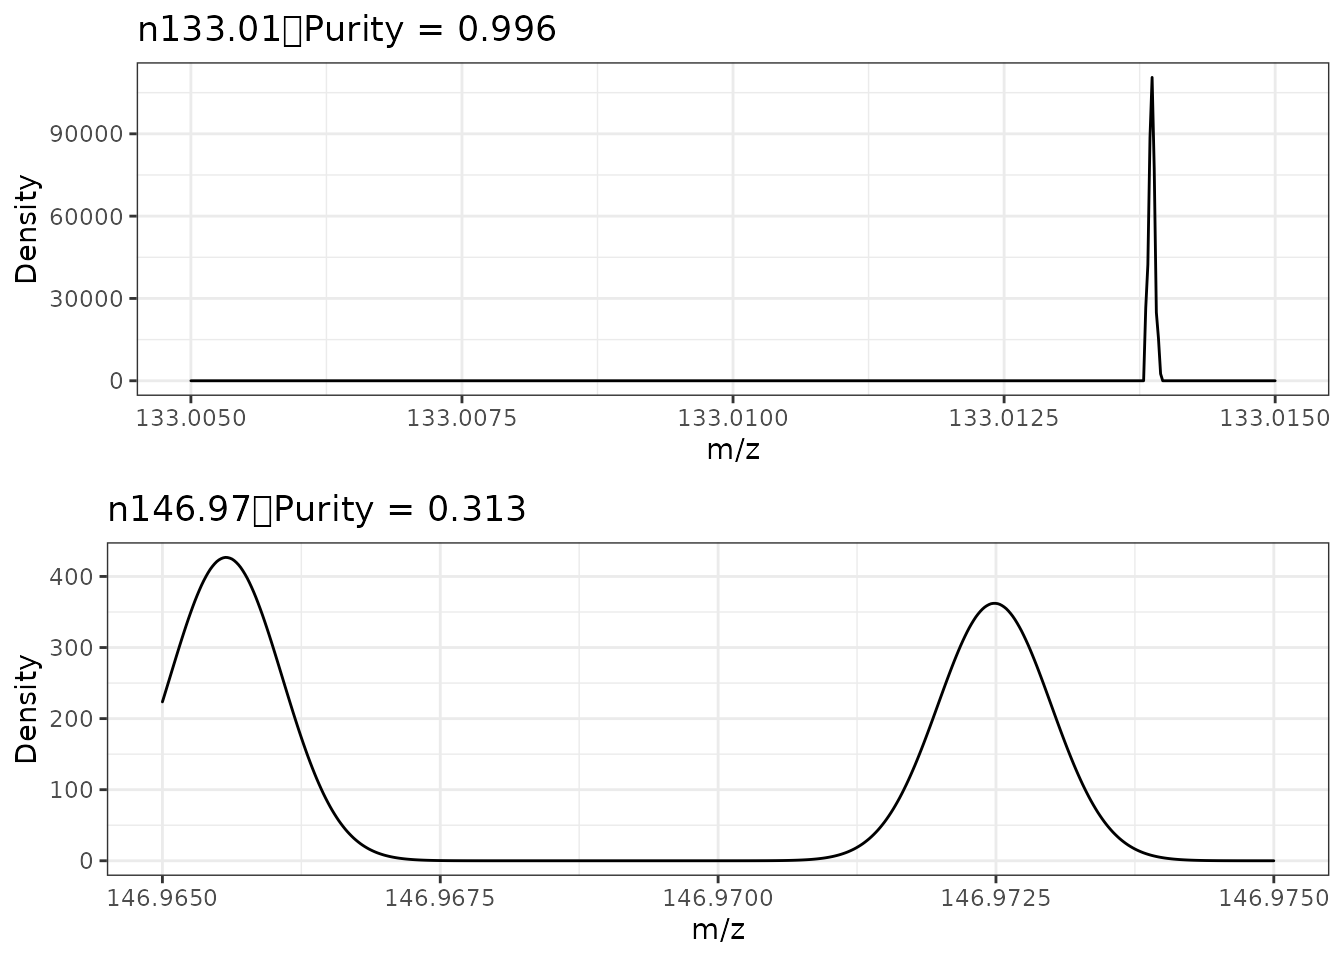 n133.01▯Purity = 0.996
90000
60000
30000
0
Density
133.0050 133.0075 133.0100 133.0125 133.0150
m/z
n146.97▯Purity = 0.313
400
300
200
100
0
Density
146.9650 146.9675 146.9700 146.9725 146.9750
m/z